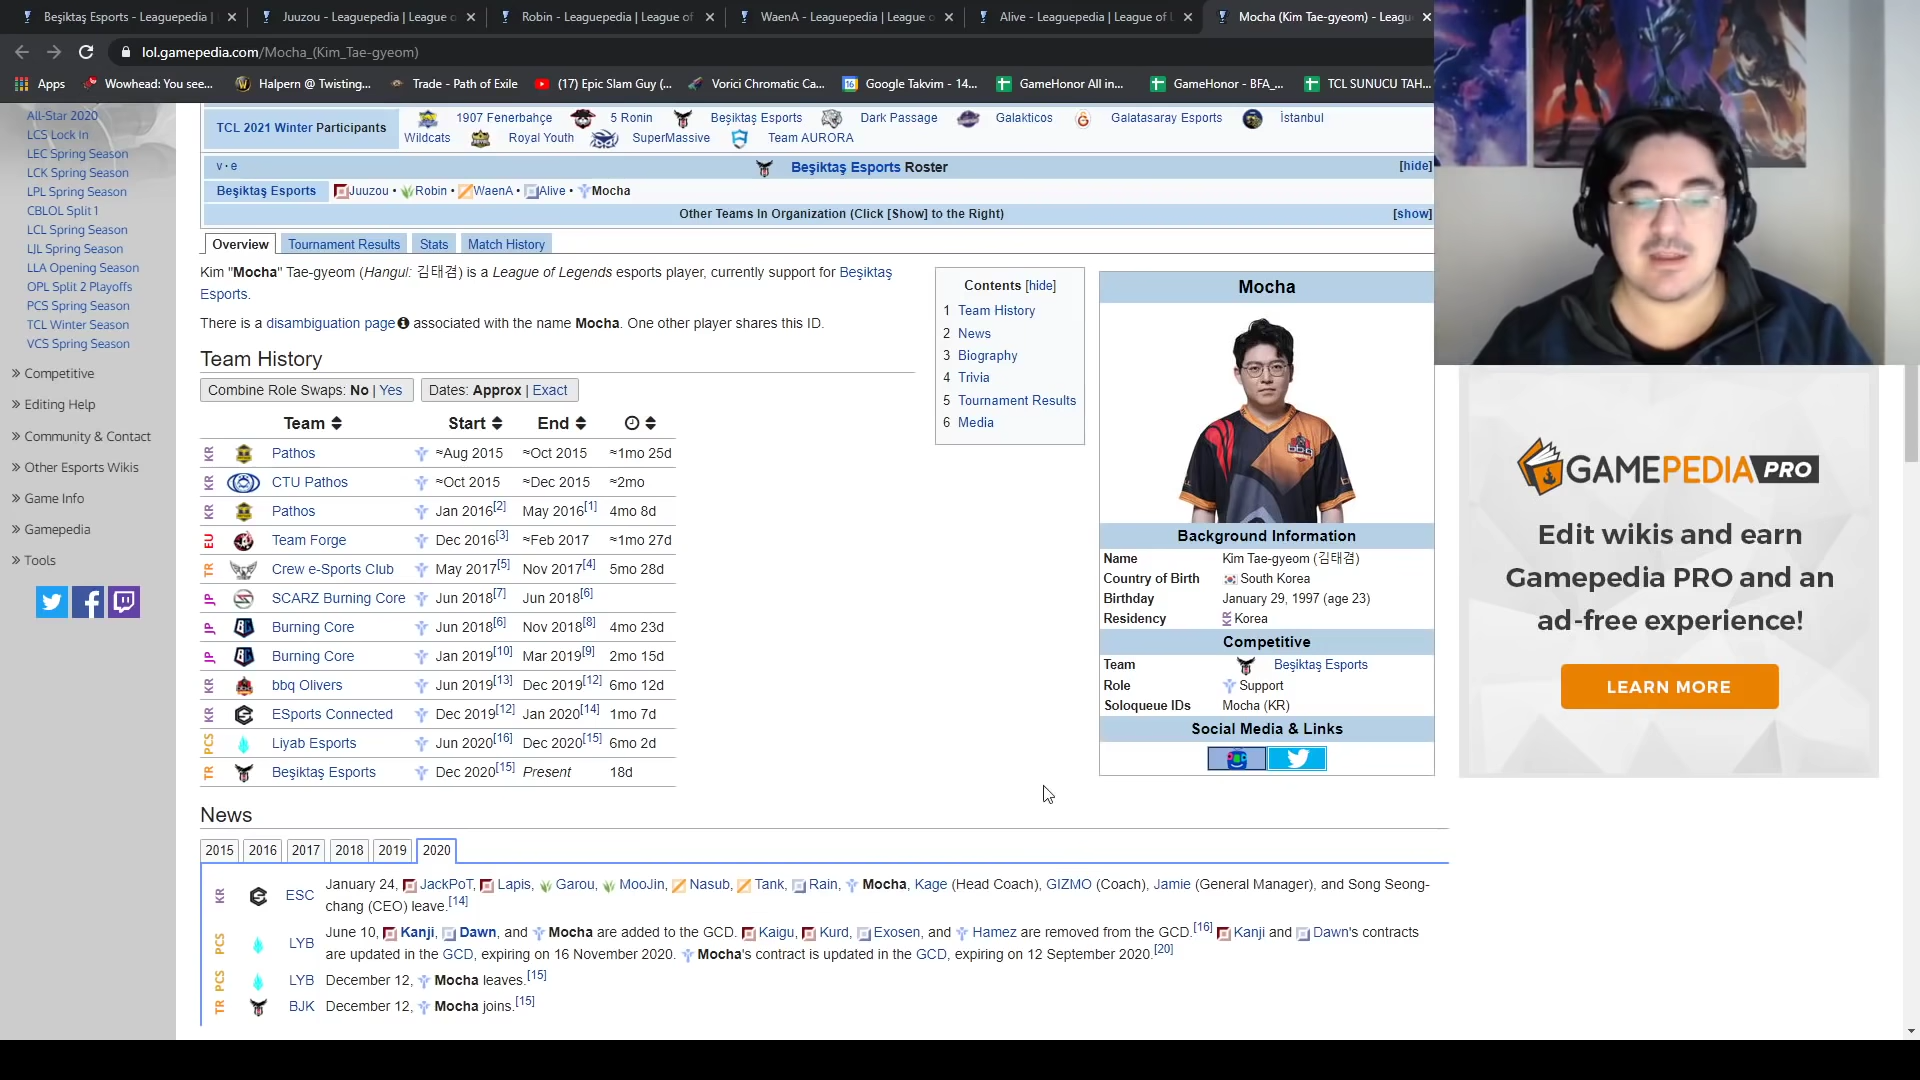 Beşiktaş Esports - Leaguepedia |
Juuzou - Leaguepedia | League o
Robin - Leaguepedia | League of
WaenA - Leaguepedia | League o
Alive - Leaguepedia | League of L
Mocha (Kim Tae-gyeom) - Leagu
lol.gamepedia.com/Mocha_(Kim_Tae-gyeom)
Apps
Wowhead: You see...
Halpern @ Twisting...
Trade - Path of Exile
(17) Epic Slam Guy (...
Vorici Chromatic Ca...
Google Takvim - 14...
GameHonor All in...
GameHonor - BFA_...
TCL SUNUCU TAH...
All-Star 2020
LCS Lock In
LEC Spring Season
LCK Spring Season
LPL Spring Season
CBLOL Split 1
LCL Spring Season
LJL Spring Season
LLA Opening Season
OPL Split 2 Playoffs
PCS Spring Season
TCL Winter Season
VCS Spring Season
» Competitive
» Editing Help
» Community & Contact
» Other Esports Wikis
» Game Info
» Gamepedia
» Tools
TCL 2021 Winter Participants
1907 Fenerbahçe 5 Ronin Beşiktaş Esports Dark Passage Galakticos Galatasaray Esports İstanbul
Wildcats Royal Youth SuperMassive Team AURORA
v · e Beşiktaş Esports Roster [hide]
Beşiktaş Esports Juuzou • Robin • WaenA • Alive • Mocha
Other Teams In Organization (Click [Show] to the Right) [show]
Overview Tournament Results Stats Match History
Kim "Mocha" Tae-gyeom (Hangul: 김태겸) is a League of Legends esports player, currently support for Beşiktaş
Esports.
There is a disambiguation page associated with the name Mocha. One other player shares this ID.
Team History
Combine Role Swaps: No | Yes Dates: Approx | Exact
Team Start End
KR Pathos ≈Aug 2015 ≈Oct 2015 ≈1mo 25d
KR CTU Pathos ≈Oct 2015 ≈Dec 2015 ≈2mo
KR Pathos Jan 2016[2] May 2016[1] 4mo 8d
EU Team Forge Dec 2016[3] ≈Feb 2017 ≈1mo 27d
TR Crew e-Sports Club May 2017[5] Nov 2017[4] 5mo 28d
JP SCARZ Burning Core Jun 2018[7] Jun 2018[6]
JP Burning Core Jun 2018[6] Nov 2018[8] 4mo 23d
JP Burning Core Jan 2019[10] Mar 2019[9] 2mo 15d
KR bbq Olivers Jun 2019[13] Dec 2019[12] 6mo 12d
KR ESports Connected Dec 2019[12] Jan 2020[14] 1mo 7d
PCS Liyab Esports Jun 2020[16] Dec 2020[15] 6mo 2d
TR Beşiktaş Esports Dec 2020[15] Present 18d
Contents [hide]
1 Team History
2 News
3 Biography
4 Trivia
5 Tournament Results
6 Media
Mocha
bbq
Background Information
Name Kim Tae-gyeom (김태겸)
Country of Birth South Korea
Birthday January 29, 1997 (age 23)
Residency KR Korea
Competitive
Team Beşiktaş Esports
Role Support
Soloqueue IDs Mocha (KR)
Social Media & Links
GAMEPEDIA PRO
Edit wikis and earn
Gamepedia PRO and an
ad-free experience!
LEARN MORE
News
2015 2016 2017 2018 2019 2020
KR ESC January 24, JackPoT, Lapis, Garou, MooJin, Nasub, Tank, Rain, Mocha, Kage (Head Coach), GIZMO (Coach), Jamie (General Manager), and Song Seong-
chang (CEO) leave.[14]
PCS LYB June 10, Kanji, Dawn, and Mocha are added to the GCD. Kaigu, Kurd, Exosen, and Hamez are removed from the GCD.[16] Kanji and Dawn's contracts
are updated in the GCD, expiring on 16 November 2020. Mocha's contract is updated in the GCD, expiring on 12 September 2020.[20]
PCS LYB December 12, Mocha leaves.[15]
TR BJK December 12, Mocha joins.[15]